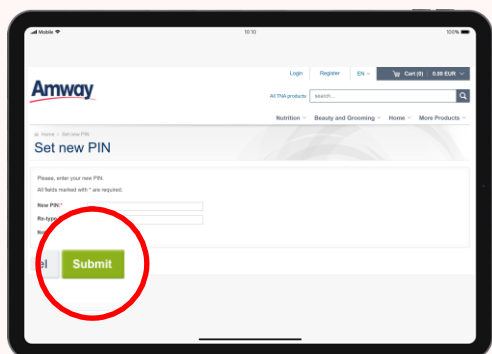 Mobile
10:10
100%
Login Register EN Cart (0) 0.00 EUR
Amway
All TNA products search...
Nutrition Beauty and Grooming Home More Products
Home > Set new PIN
Set new PIN
Please, enter your new PIN.
All fields marked with * are required.
New PIN:*
Re-type
el Submit